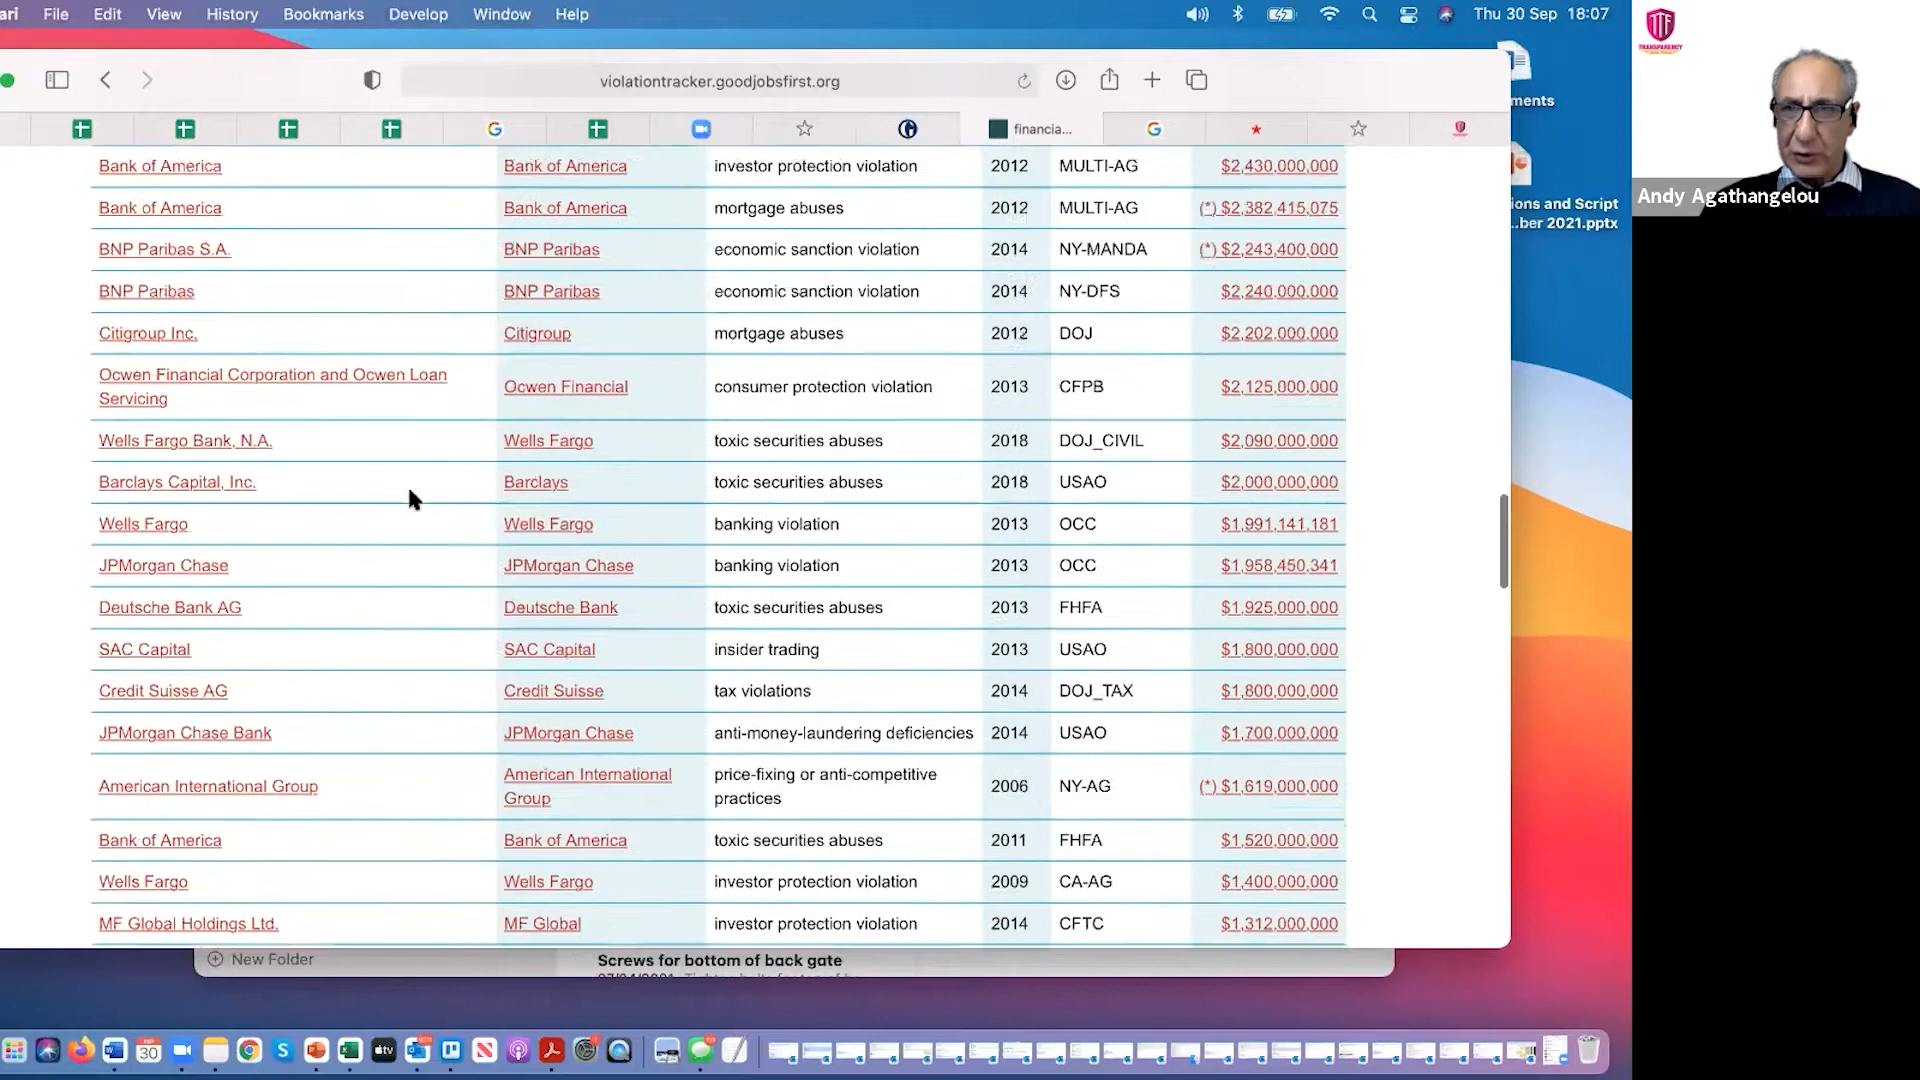 ari File Edit View History Bookmarks Develop Window Help Thu 30 Sep 18:07
violationtracker.goodjobsfirst.org
financia...
Bank of America Bank of America investor protection violation 2012 MULTI-AG $2,430,000,000
Bank of America Bank of America mortgage abuses 2012 MULTI-AG (*) $2,382,415,075
BNP Paribas S.A. BNP Paribas economic sanction violation 2014 NY-MANDA (*) $2,243,400,000
BNP Paribas BNP Paribas economic sanction violation 2014 NY-DFS $2,240,000,000
Citigroup Inc. Citigroup mortgage abuses 2012 DOJ $2,202,000,000
Ocwen Financial Corporation and Ocwen Loan
Servicing Ocwen Financial consumer protection violation 2013 CFPB $2,125,000,000
Wells Fargo Bank, N.A. Wells Fargo toxic securities abuses 2018 DOJ_CIVIL $2,090,000,000
Barclays Capital, Inc. Barclays toxic securities abuses 2018 USAO $2,000,000,000
Wells Fargo Wells Fargo banking violation 2013 OCC $1,991,141,181
JPMorgan Chase JPMorgan Chase banking violation 2013 OCC $1,958,450,341
Deutsche Bank AG Deutsche Bank toxic securities abuses 2013 FHFA $1,925,000,000
SAC Capital SAC Capital insider trading 2013 USAO $1,800,000,000
Credit Suisse AG Credit Suisse tax violations 2014 DOJ_TAX $1,800,000,000
JPMorgan Chase Bank JPMorgan Chase anti-money-laundering deficiencies 2014 USAO $1,700,000,000
American International Group American International price-fixing or anti-competitive 2006 NY-AG (*) $1,619,000,000
Group practices
Bank of America Bank of America toxic securities abuses 2011 FHFA $1,520,000,000
Wells Fargo Wells Fargo investor protection violation 2009 CA-AG $1,400,000,000
MF Global Holdings Ltd. MF Global investor protection violation 2014 CFTC $1,312,000,000
New Folder
Screws for bottom of back gate
ments
ions and Script
...ber 2021.pptx
SEP
30
TTF
TRANSPARENCY
Andy Agathangelou